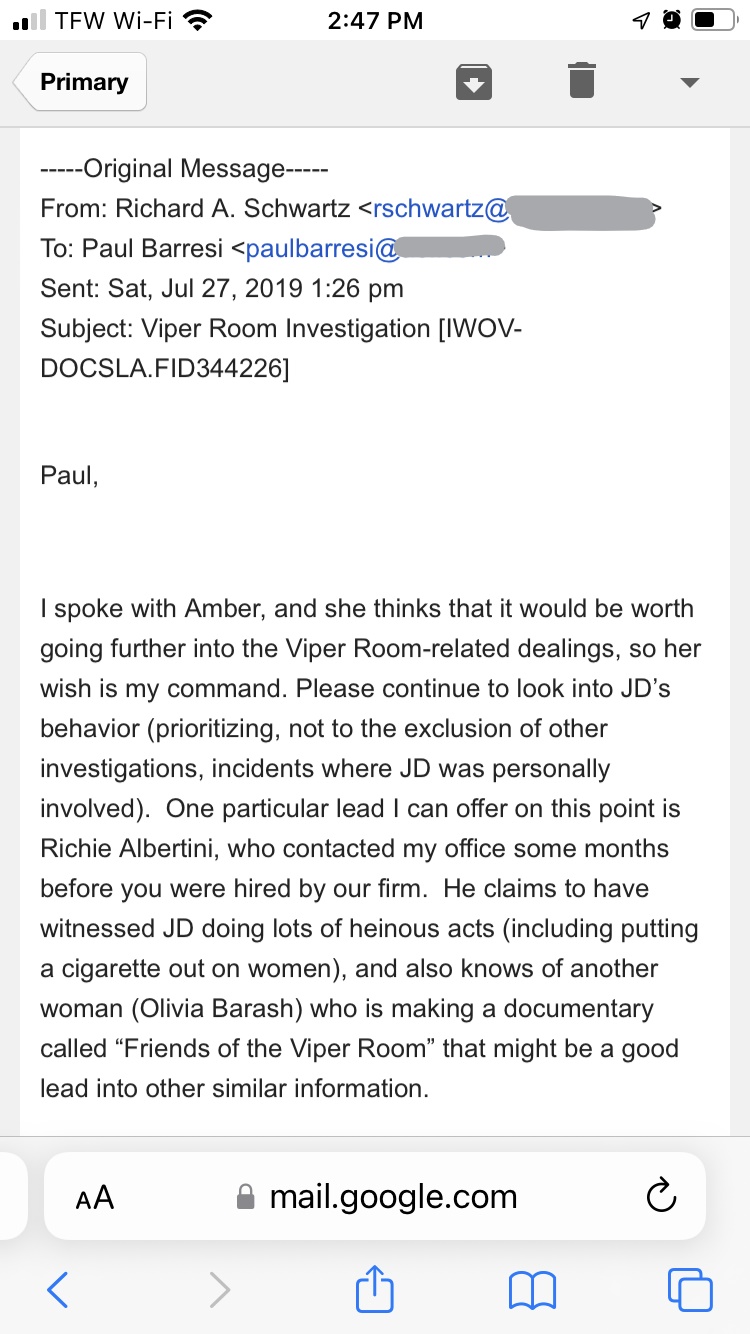 TFW Wi-Fi
2:47 PM
Primary
-----Original Message-----
From: Richard A. Schwartz <rschwartz@ >
To: Paul Barresi <paulbarresi@
Sent: Sat, Jul 27, 2019 1:26 pm
Subject: Viper Room Investigation [IWOV-
DOCSLA.FID344226]
Paul,
I spoke with Amber, and she thinks that it would be worth
going further into the Viper Room-related dealings, so her
wish is my command. Please continue to look into JD’s
behavior (prioritizing, not to the exclusion of other
investigations, incidents where JD was personally
involved).  One particular lead I can offer on this point is
Richie Albertini, who contacted my office some months
before you were hired by our firm.  He claims to have
witnessed JD doing lots of heinous acts (including putting
a cigarette out on women), and also knows of another
woman (Olivia Barash) who is making a documentary
called “Friends of the Viper Room” that might be a good
lead into other similar information.
AA
mail.google.com